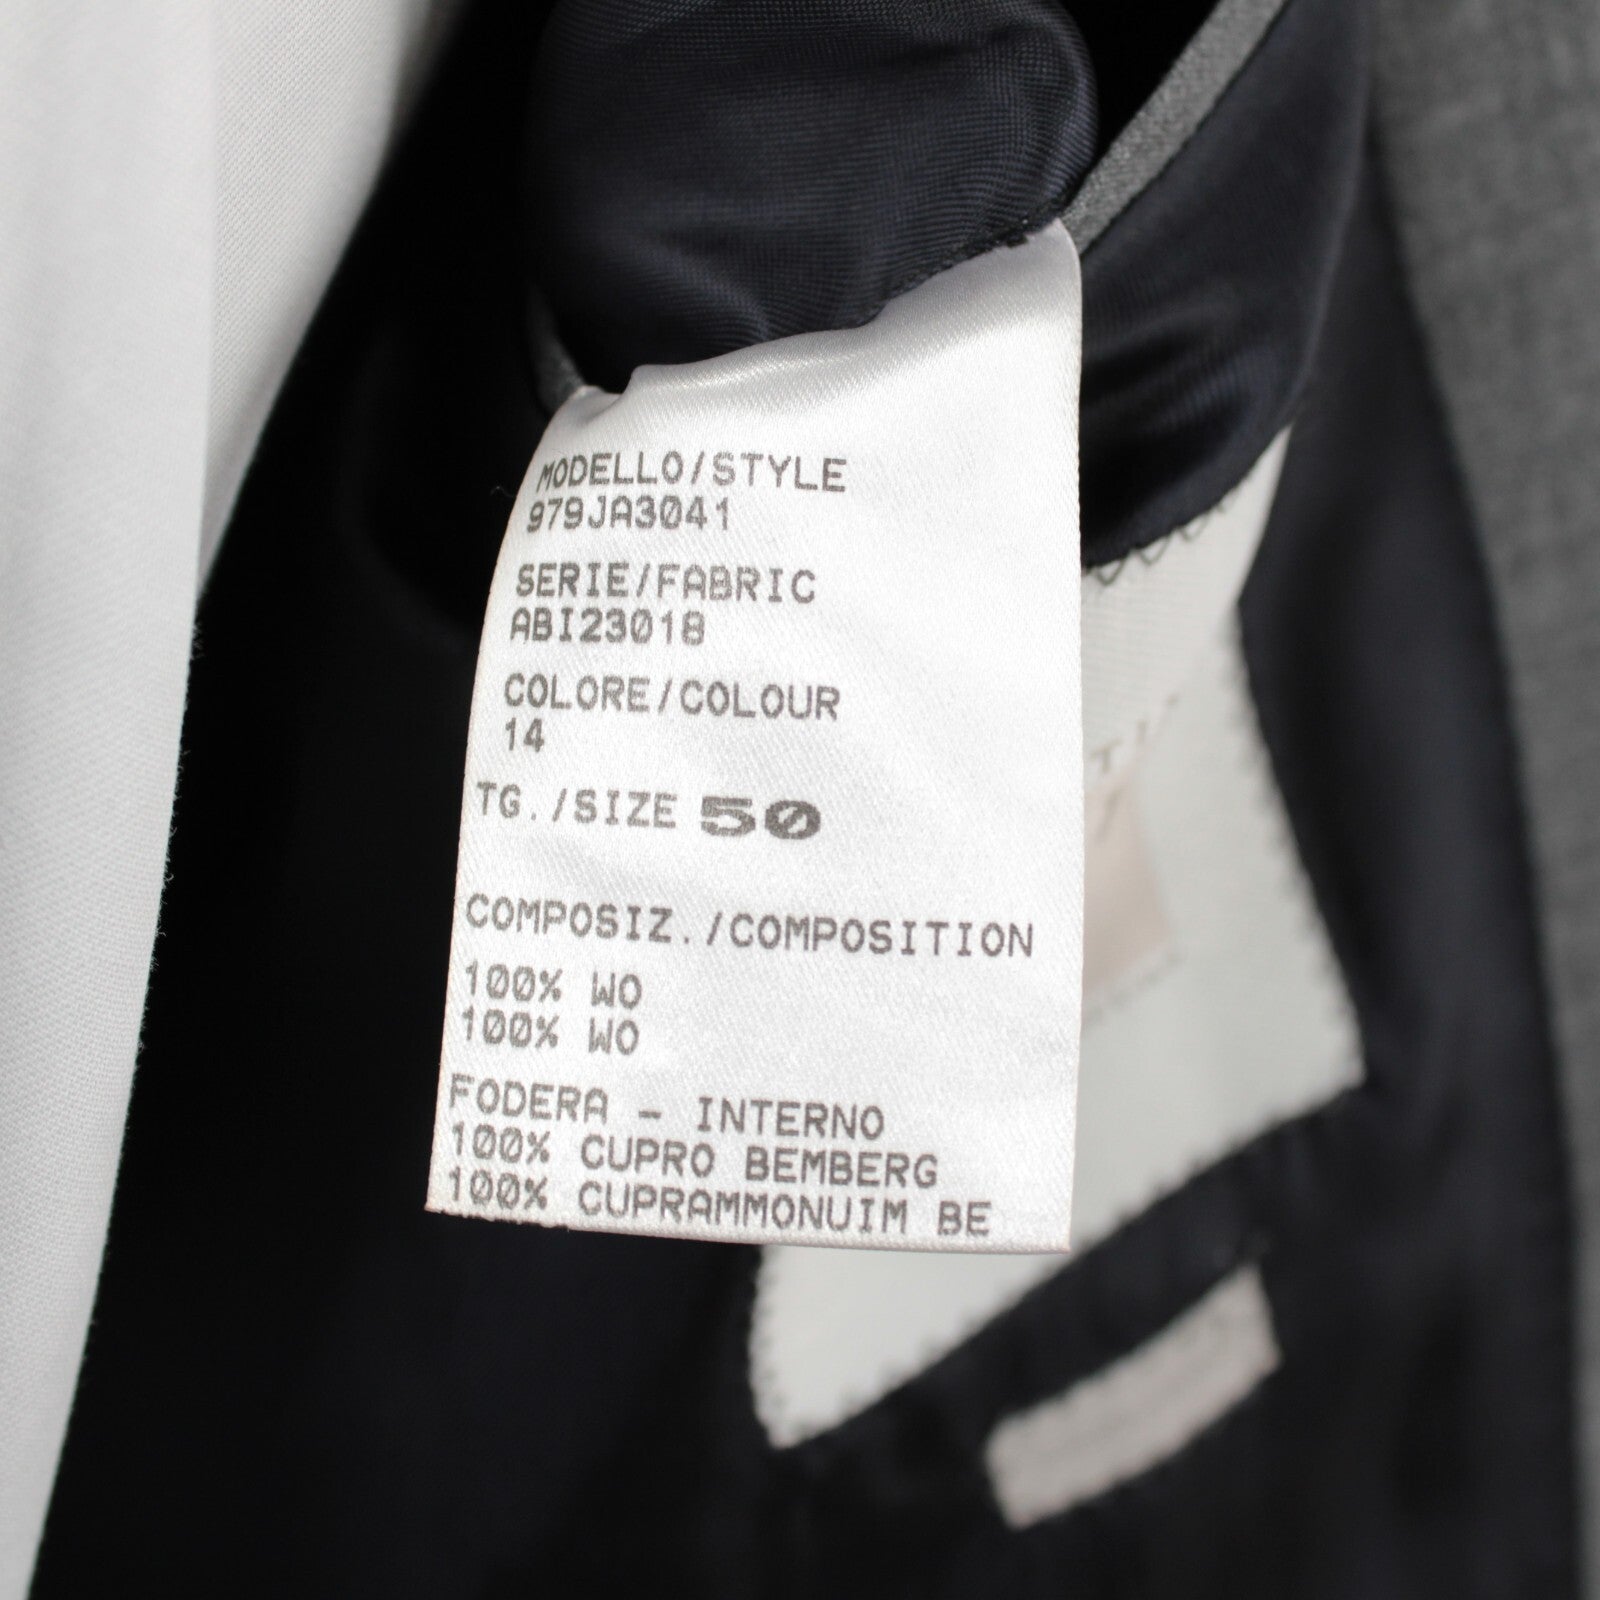 MODELLO/STYLE
979JA3041
SERIE/FABRIC
ABI23018
COLORE/COLOUR
14
TG./SIZE 50
COMPOSIZ./COMPOSITION
100% WO
100% WO
FODERA - INTERNO
100% CUPRO BEMBERG
100% CUPRAMMONUIM BE